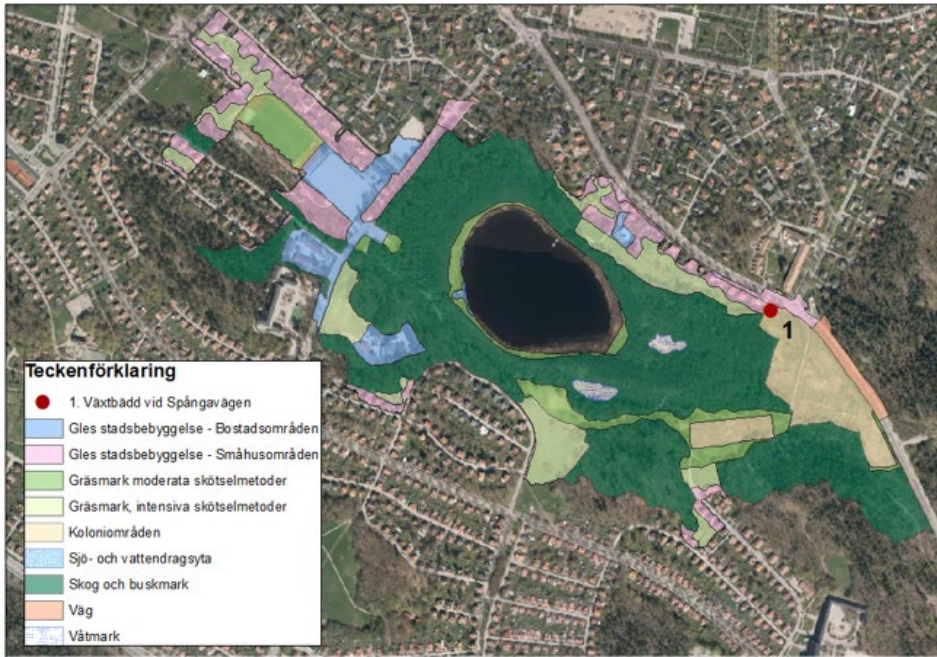 1
Teckenförklaring
1. Växtbädd vid Spångavägen
Gles stadsbebyggelse - Bostadsområden
Gles stadsbebyggelse - Småhusområden
Gräsmark moderata skötselmetoder
Gräsmark, intensiva skötselmetoder
Koloniområden
Sjö- och vattendragsyta
Skog och buskmark
Väg
Våtmark